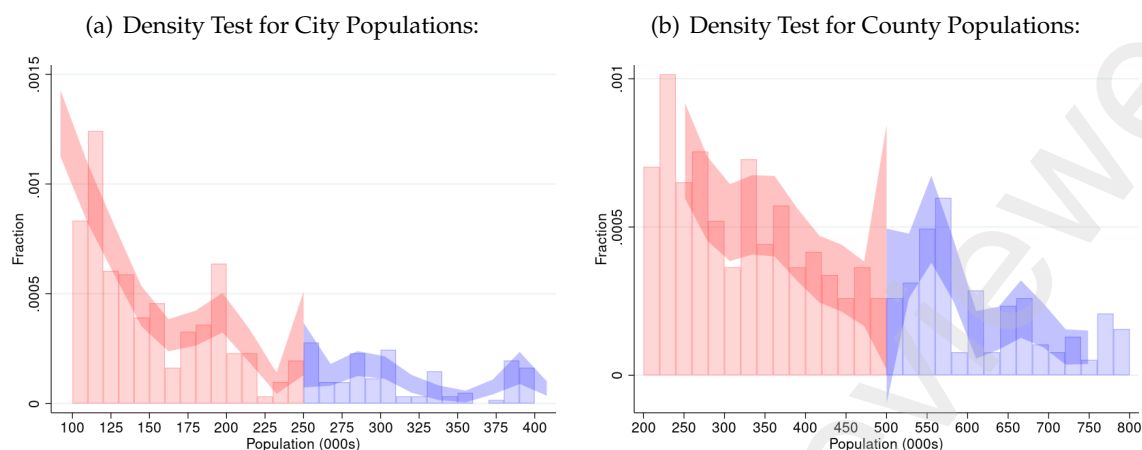 (a) Density Test for City Populations:
.0015
.001
.0005
0
Fraction
100 125 150 175 200 225 250 275 300 325 350 375 400
Population (000s)
(b) Density Test for County Populations:
.001
.0005
0
Fraction
200 250 300 350 400 450 500 550 600 650 700 750 800
Population (000s)